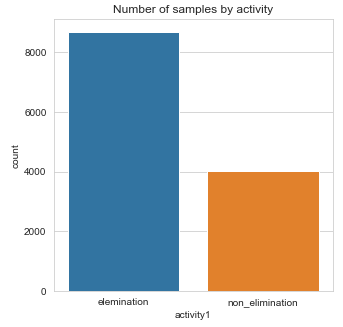 Number of samples by activity
8000
6000
4000
2000
0
count
elemination
non_elimination
activity1